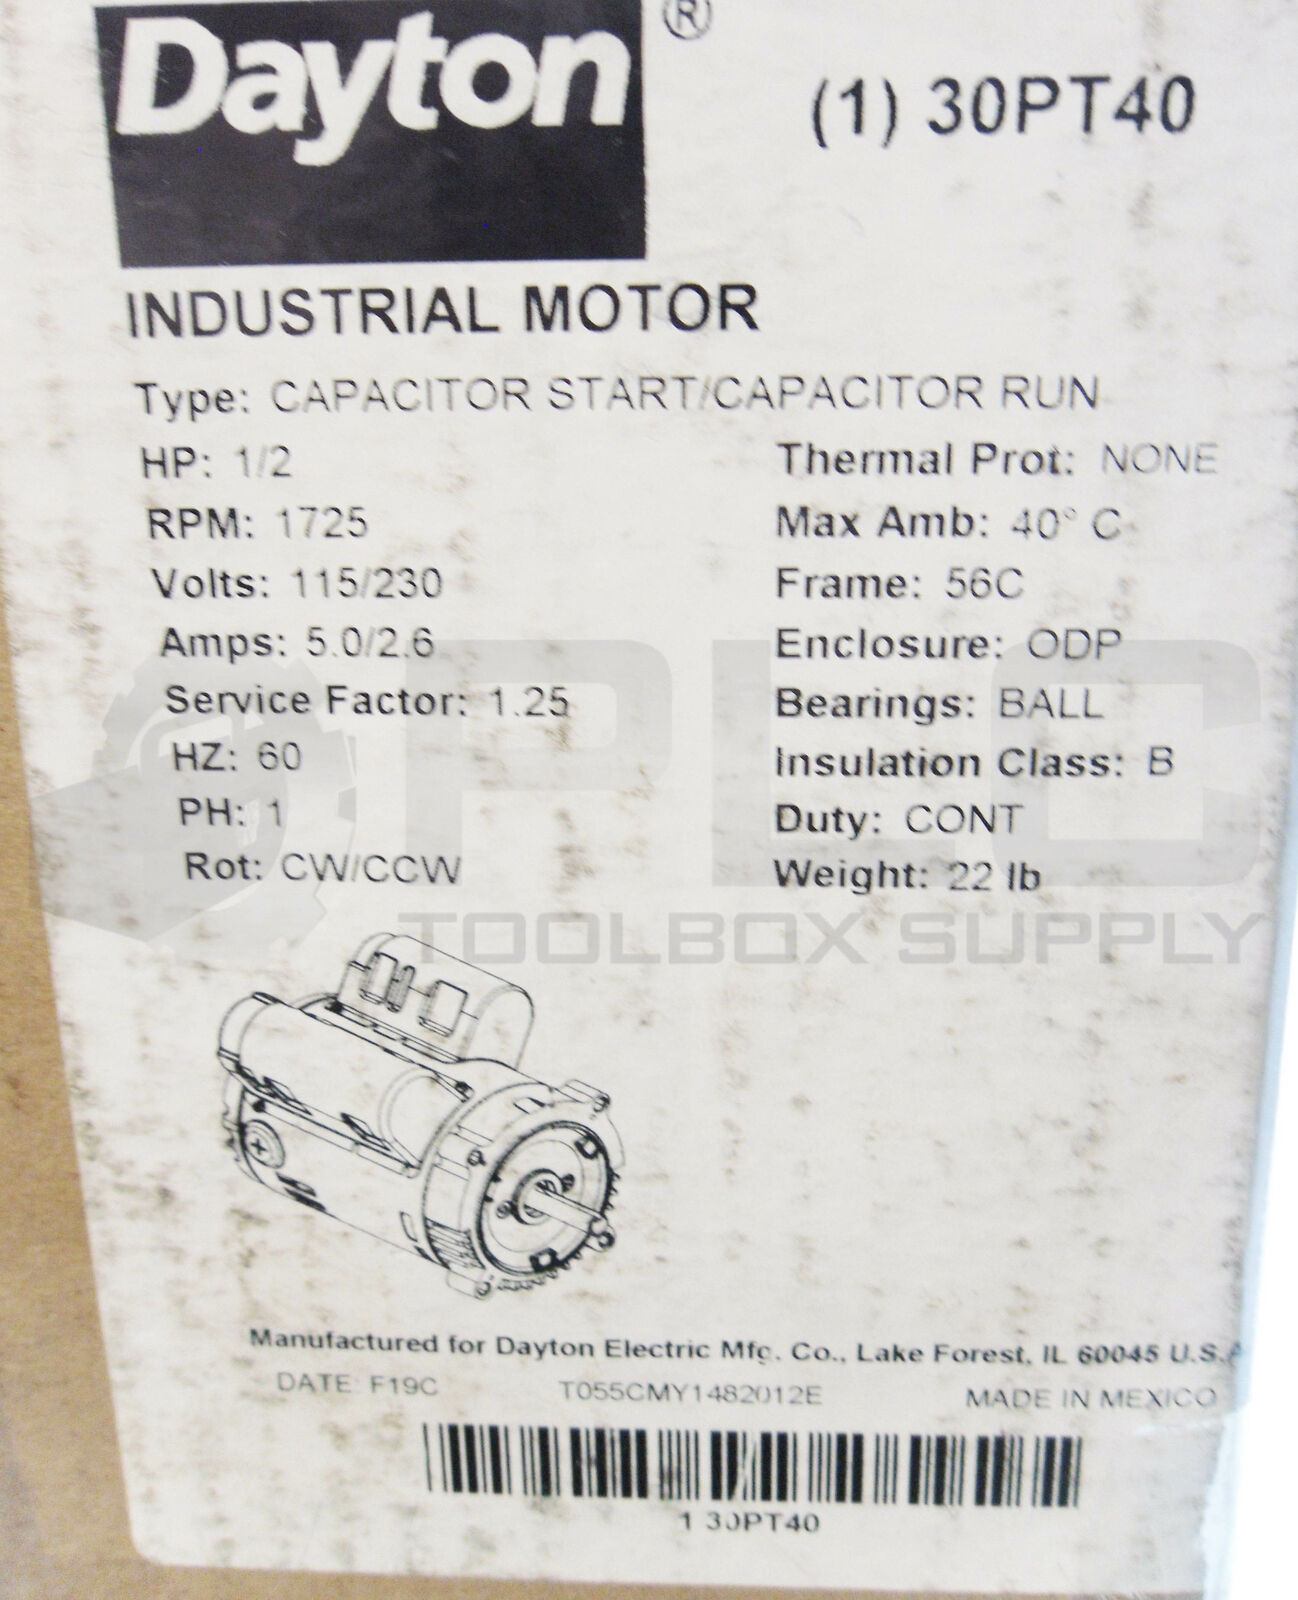 Dayton ®
(1) 30PT40
INDUSTRIAL MOTOR
Type: CAPACITOR START/CAPACITOR RUN
HP: 1/2
RPM: 1725
Volts: 115/230
Amps: 5.0/2.6
Service Factor: 1.25
HZ: 60
PH: 1
Rot: CW/CCW
Thermal Prot: NONE
Max Amb: 40° C
Frame: 56C
Enclosure: ODP
Bearings: BALL
Insulation Class: B
Duty: CONT
Weight: 22 lb
PLC
TOOLBOX SUPPLY
Manufactured for Dayton Electric Mfg. Co., Lake Forest, IL 60045 U.S.A
DATE: F19C
T055CMY1482012E
MADE IN MEXICO
1 30PT40